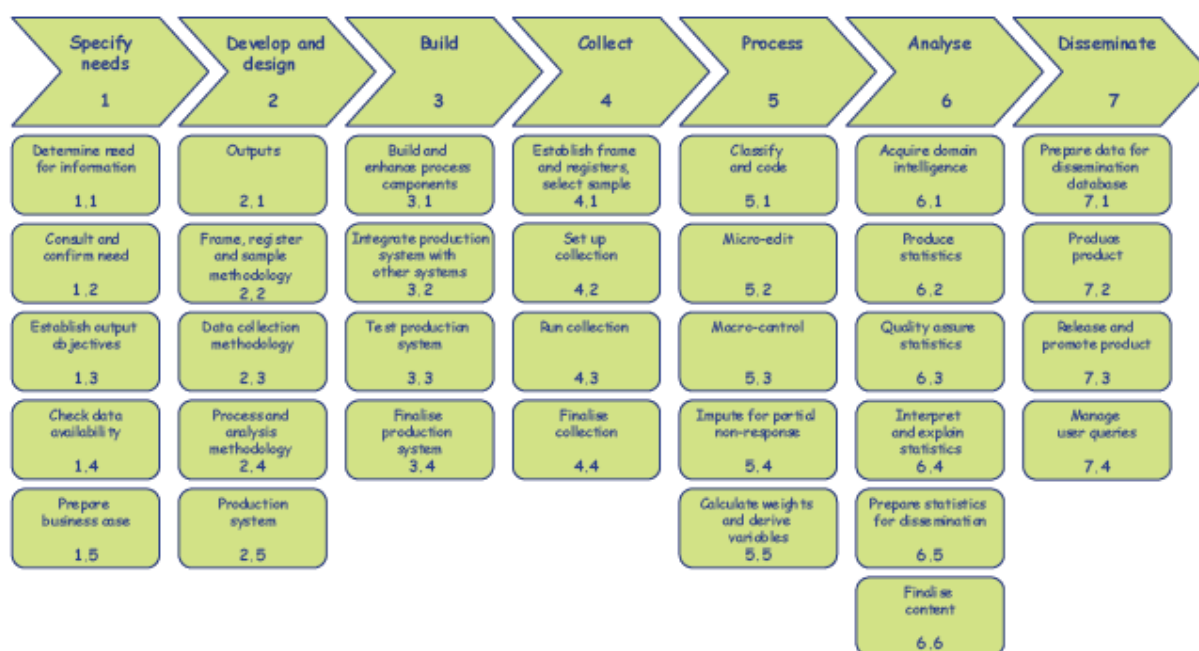 Specify
needs
1
Develop and
design
2
Build
3
Collect
4
Process
5
Analyse
6
Disseminate
7
Determine need
for information
1.1
Outputs
2.1
Build and
enhance process
components
3.1
Establish frame
and registers,
select sample
4.1
Classify
and code
5.1
Acquire domain
intelligence
6.1
Prepare data for
dissemination
database
7.1
Consult and
confirm need
1.2
Frame, register
and sample
methodology
2.2
Integrate production
system with
other systems
3.2
Set up
collection
4.2
Micro-edit
5.2
Produce
statistics
6.2
Produce
product
7.2
Establish output
objectives
1.3
Data collection
methodology
2.3
Test production
system
3.3
Run collection
4.3
Macro-control
5.3
Quality assure
statistics
6.3
Release and
promote product
7.3
Check data
availability
1.4
Process and
analysis
methodology
2.4
Finalise
production
system
3.4
Finalise
collection
4.4
Impute for partial
non-response
5.4
Interpret
and explain
statistics
6.4
Manage
user queries
7.4
Prepare
business case
1.5
Production
system
2.5
Calculate weights
and derive
variables
5.5
Prepare statistics
for dissemination
6.5
Finalise
content
6.6